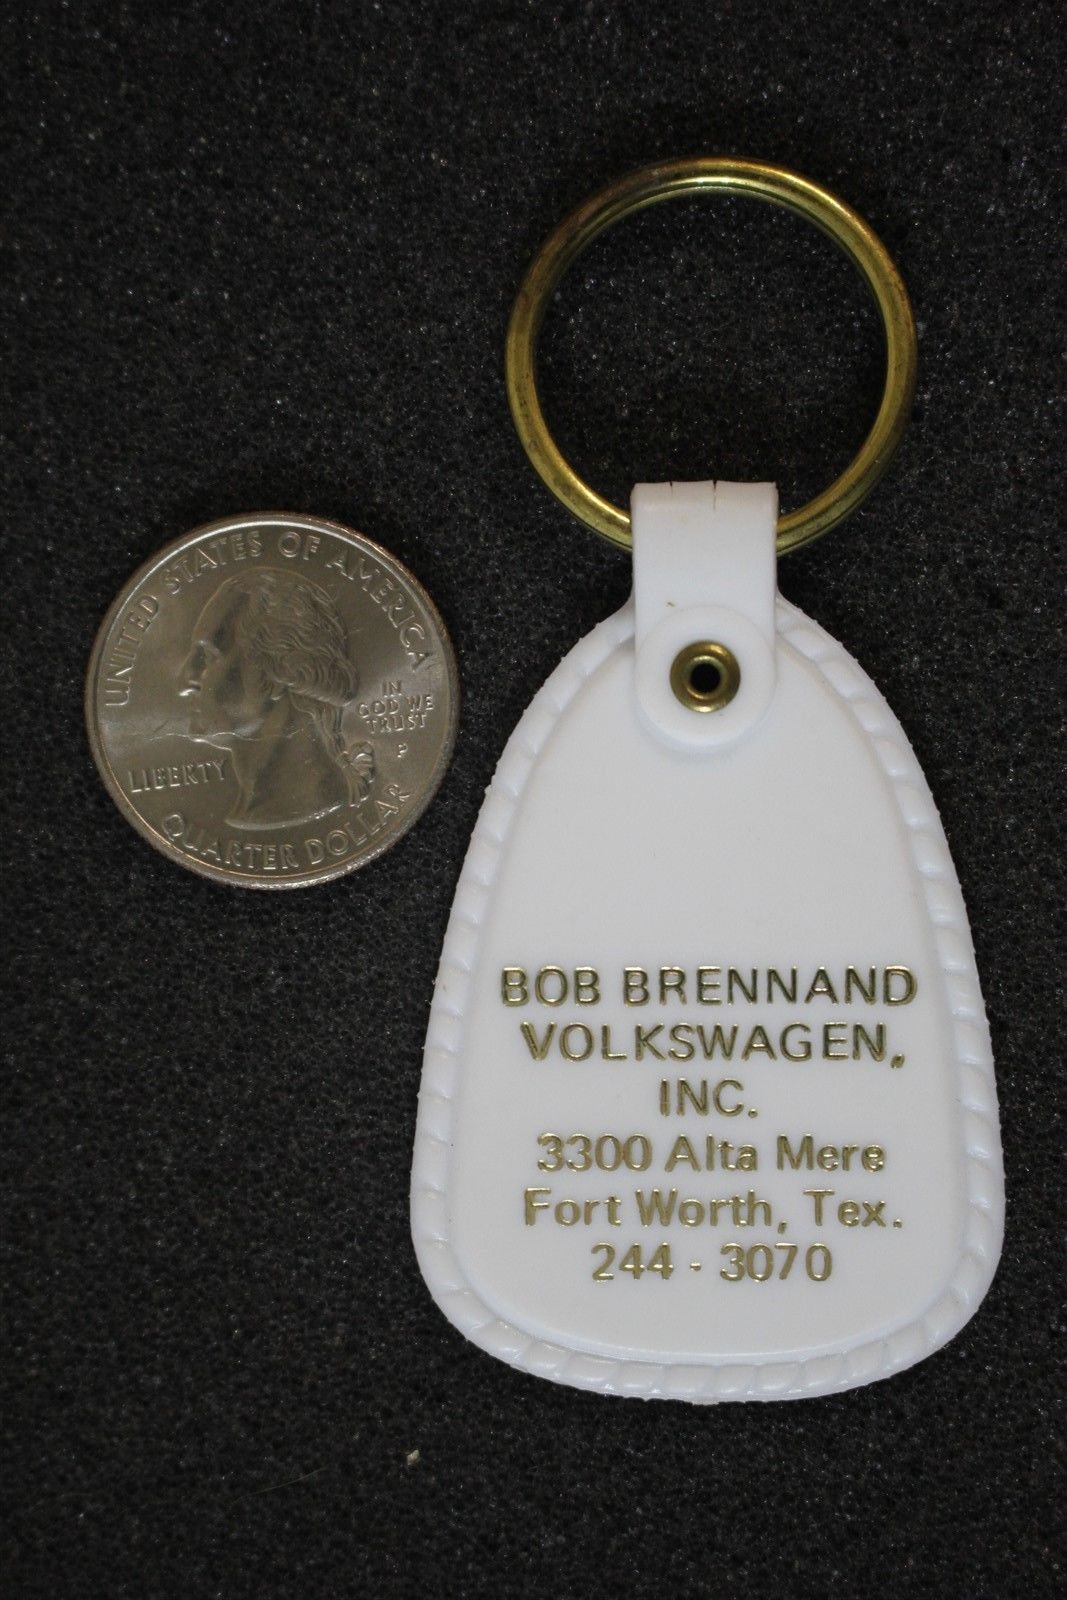 UNITED STATES OF AMERICA
IN
GOD WE
TRUST
P
LIBERTY
QUARTER DOLLAR
BOB BRENNAND
VOLKSWAGEN,
INC.
3300 Alta Mere
Fort Worth, Tex.
244 - 3070